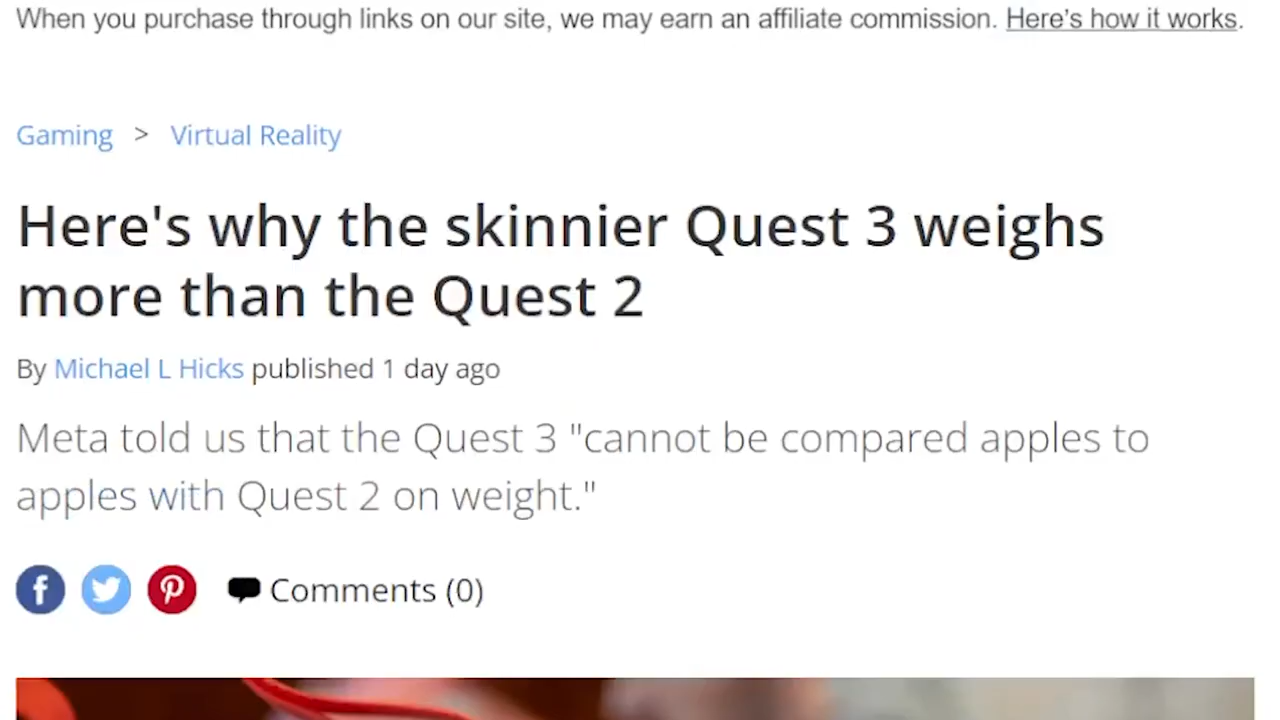 When you purchase through links on our site, we may earn an affiliate commission. Here’s how it works.
Gaming > Virtual Reality
Here's why the skinnier Quest 3 weighs
more than the Quest 2
By Michael L Hicks published 1 day ago
Meta told us that the Quest 3 "cannot be compared apples to
apples with Quest 2 on weight."
Comments (0)